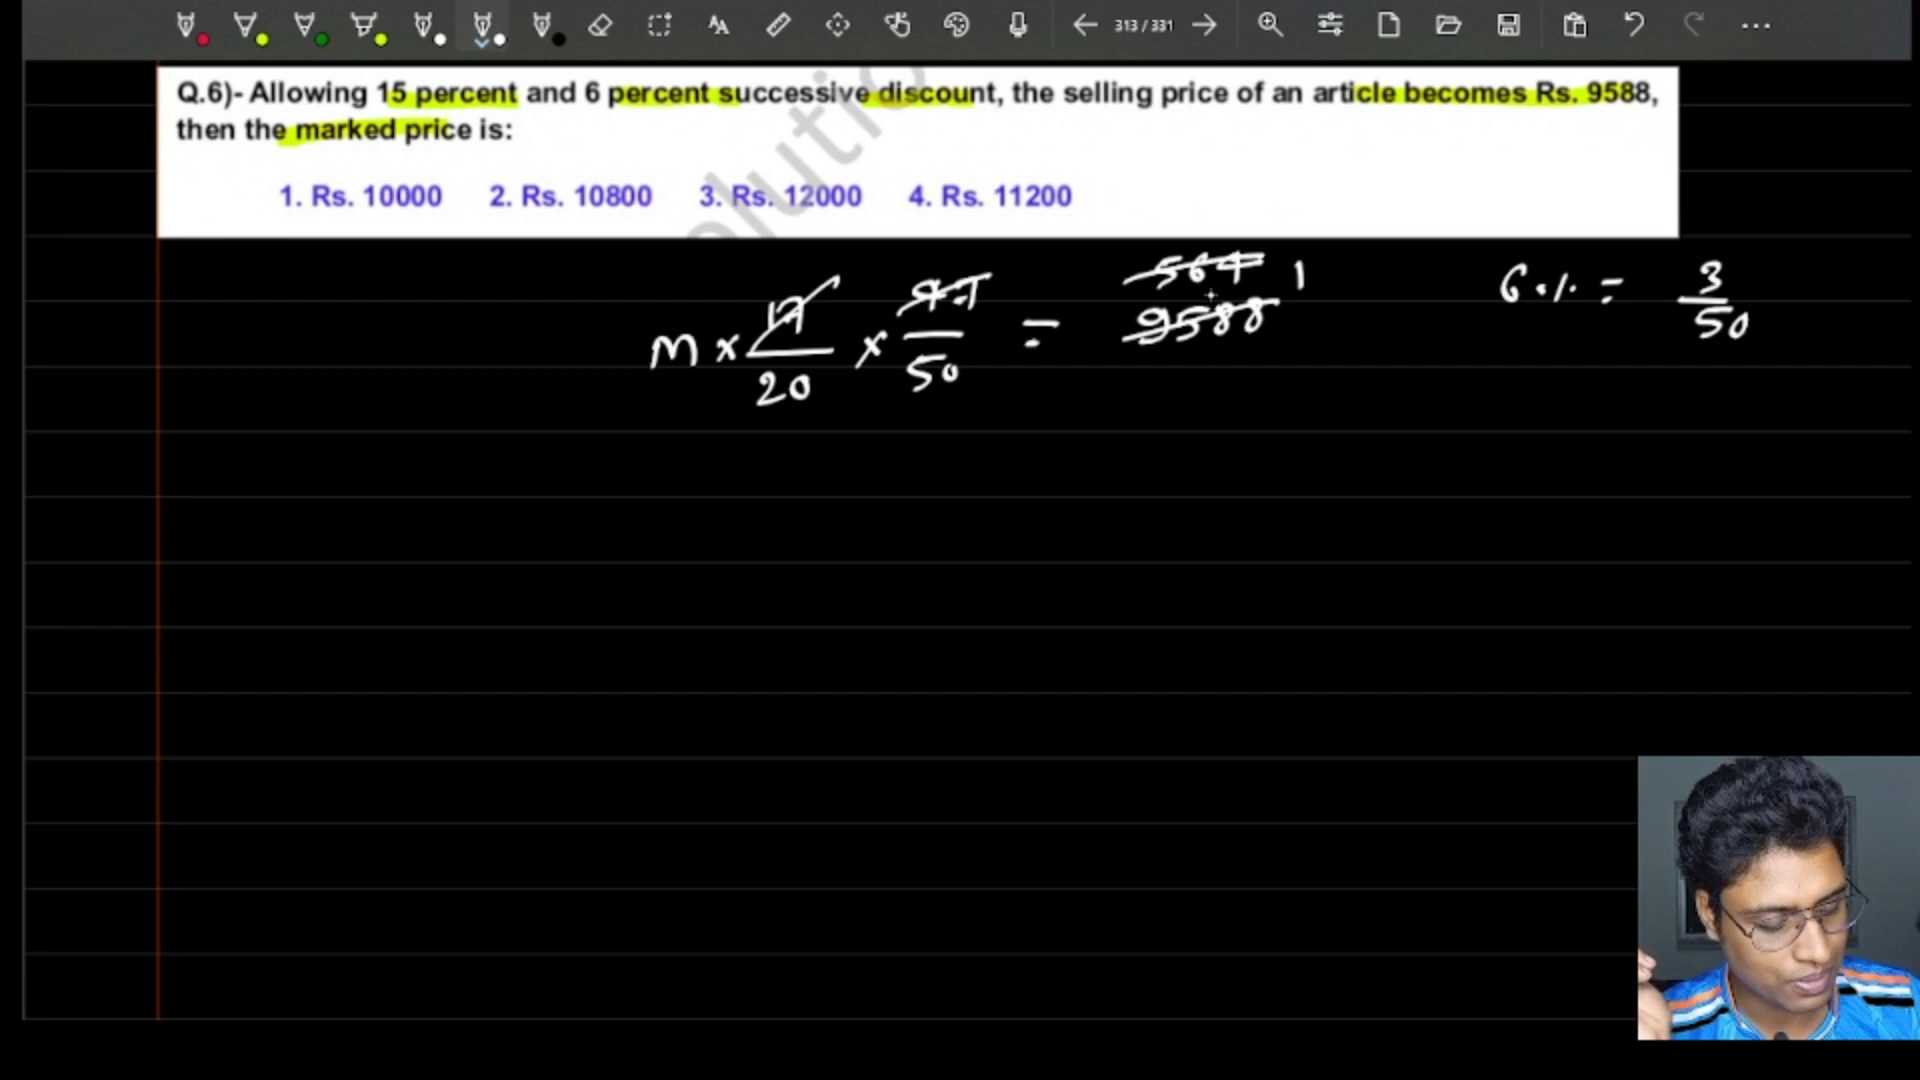 313 / 331
Q.6)- Allowing 15 percent and 6 percent successive discount, the selling price of an article becomes Rs. 9588,
then the marked price is:
1. Rs. 10000 2. Rs. 10800 3. Rs. 12000 4. Rs. 11200
olutio
564 1
M × 17/20 × 47/50 = 9588
6% = 3/50